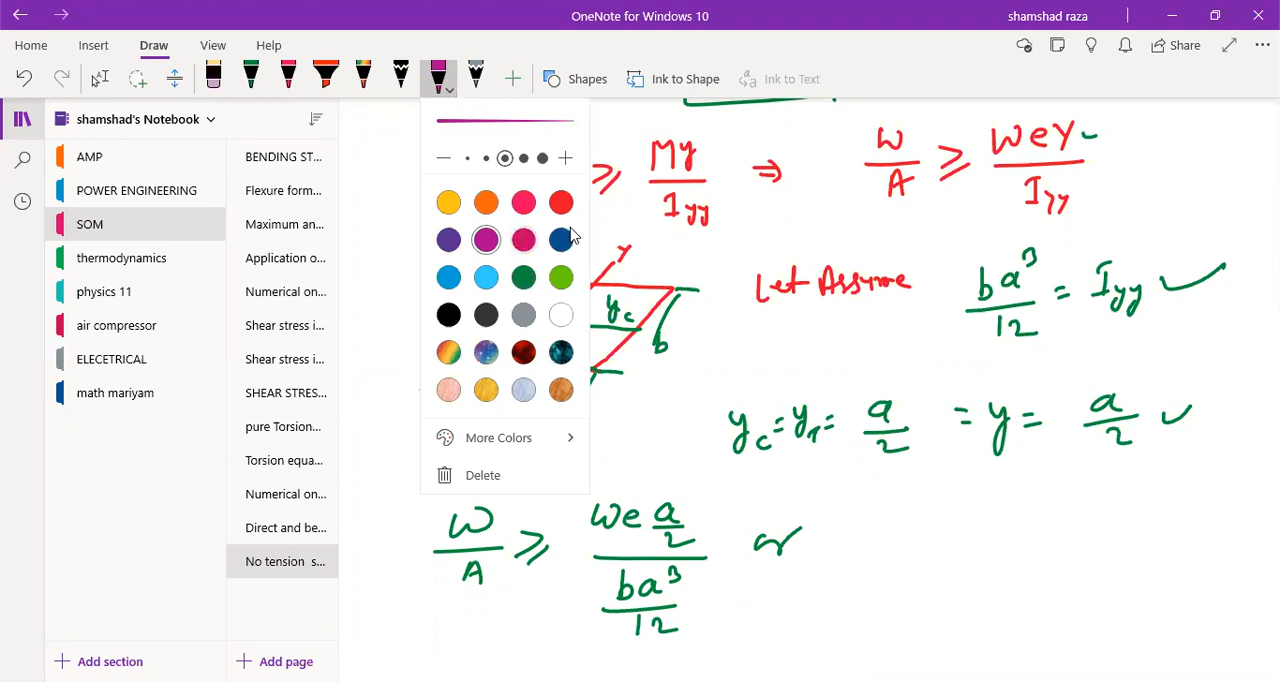 OneNote for Windows 10
shamshad raza
Home Insert Draw View Help
Share
Shapes
Ink to Shape
Ink to Text
shamshad's Notebook
AMP
POWER ENGINEERING
SOM
thermodynamics
physics 11
air compressor
ELECETRICAL
math mariyam
Add section
BENDING ST...
Flexure form...
Maximum an...
Application o...
Numerical on...
Shear stress i...
Shear stress i...
SHEAR STRES...
pure Torsion...
Torsion equa...
Numerical on...
Direct and be...
No tension s...
Add page
More Colors
Delete
≥ My/Iyy ⇒ W/A ≥ WeY/Iyy
Y
yc
b
Let Assume ba³/12 = Iyy ✓
yc = yT = a/2 = y = a/2 ✓
W/A ≥ (We a/2)/(ba³/12) or